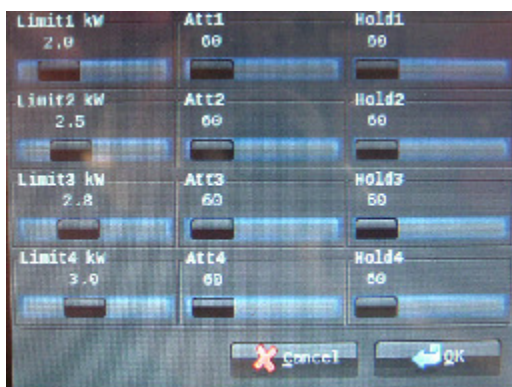 Limit1 kW Att1 Hold1
2.0 60 60
Limit2 kW Att2 Hold2
2.5 60 60
Limit3 kW Att3 Hold3
2.8 60 60
Limit4 kW Att4 Hold4
3.0 60 60
Cancel OK